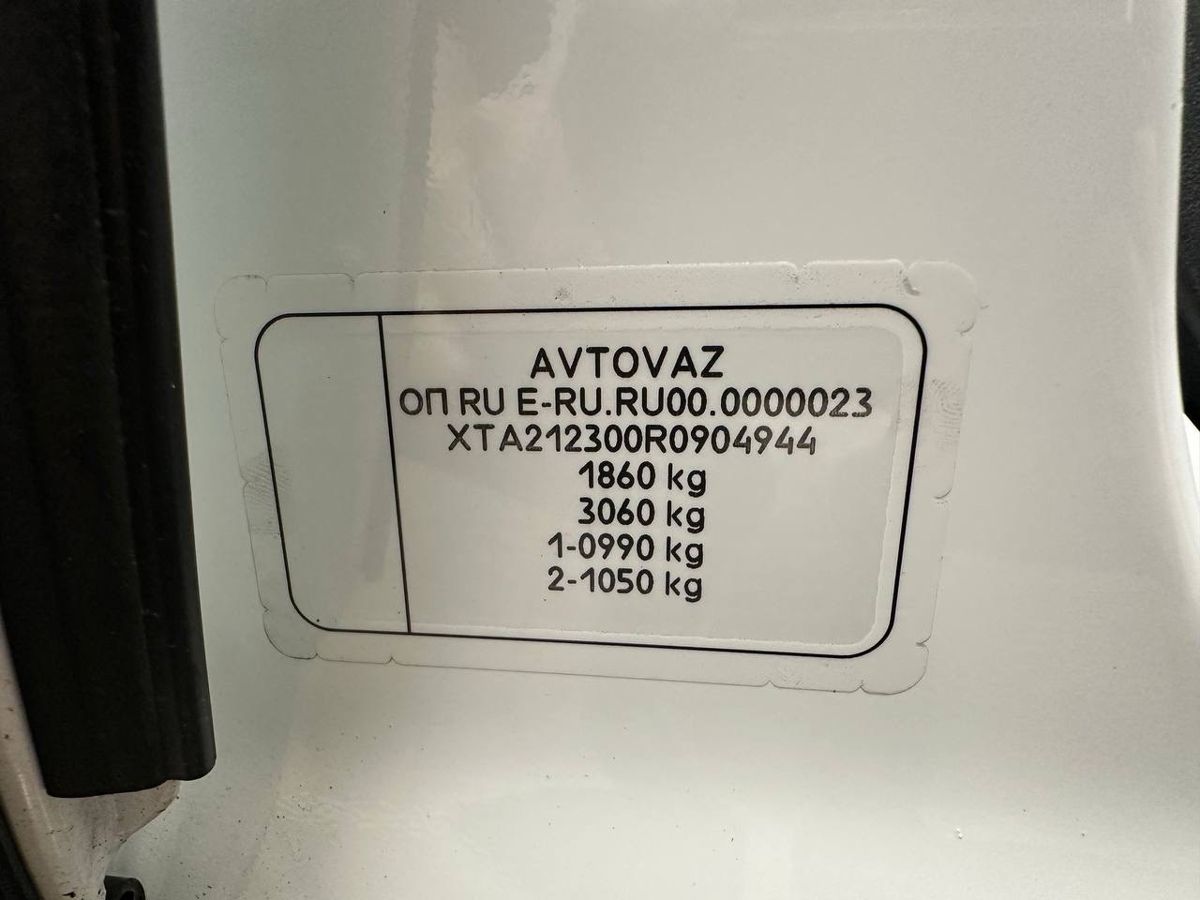 AVTOVAZ
ОП RU E-RU.RU00.0000023
XTA212300R0904944
1860 kg
3060 kg
1-0990 kg
2-1050 kg